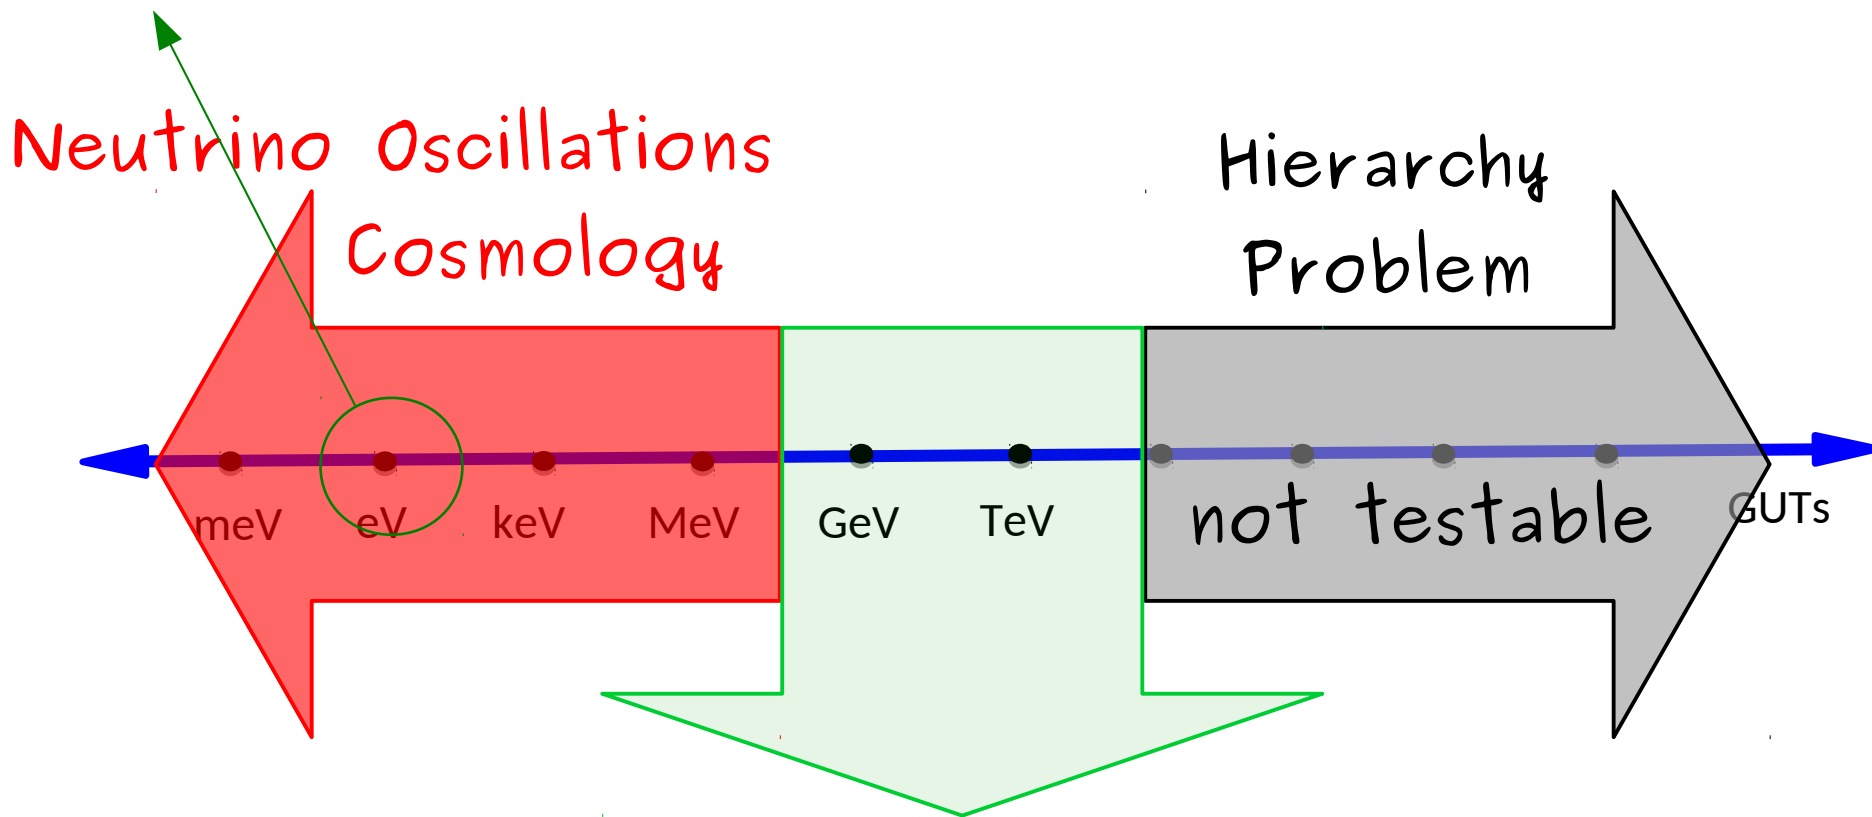 Neutrino Oscillations
Cosmology
Hierarchy
Problem
meV eV keV MeV GeV TeV
not testable
GUTs